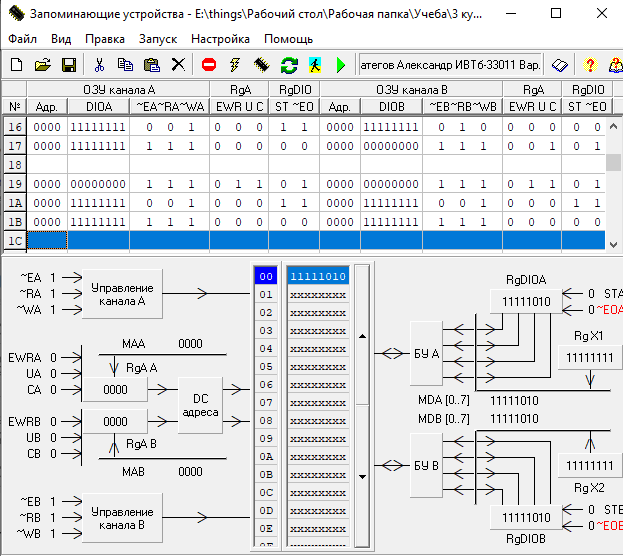 Запоминающие устройства - E:\things\Рабочий стол\Рабочая папка\Учеба\3 ку...
Файл Вид Правка Запуск Настройка Помощь
атегов Александр ИВТб-33011 Вар.
ОЗУ канала A RgA RgDIO ОЗУ канала B RgA RgDIO
№ Адр. DIOA ~EA~RA~WA EWR U C ST ~EO Адр. DIOB ~EB~RB~WB EWR U C ST ~EO
16 0000 11111111 0 0 1 0 0 0 1 1 0000 11111111 0 1 0 0 0 0 1 0
17 0000 11111111 1 1 1 0 0 0 0 1 0000 00000000 1 1 1 0 0 0 0 1
18
19 0000 00000000 1 1 1 0 1 1 0 1 0000 00000000 1 1 1 0 1 1 0 1
1A 0000 11111111 0 0 1 0 0 0 1 1 0000 11111111 0 0 1 0 0 0 1 1
1B 0000 11111111 1 1 1 0 0 0 0 0 0000 11111111 1 1 1 0 0 0 0 0
1C
~EA 1
~RA 1
~WA 1
Управление
канала A
EWRA 0
UA 0
CA 0
MAA 0000
RgA A
0000
DC
адреса
EWRB 0
UB 0
CB 0
0000
RgA B
MAB 0000
~EB 1
~RB 1
~WB 1
Управление
канала B
00 11111010
01 xxxxxxxx
02 xxxxxxxx
03 xxxxxxxx
04 xxxxxxxx
05 xxxxxxxx
06 xxxxxxxx
07 xxxxxxxx
08 xxxxxxxx
09 xxxxxxxx
0A xxxxxxxx
0B xxxxxxxx
0C xxxxxxxx
0D xxxxxxxx
0E xxxxxxxx
RgDIOA
11111010
0 STA
0 ~EOA
БУ A
RgX1
11111111
MDA [0..7] 11111010
MDB [0..7] 11111010
БУ B
11111111
RgX2
11111010
RgDIOB
0 STB
0 ~EOB